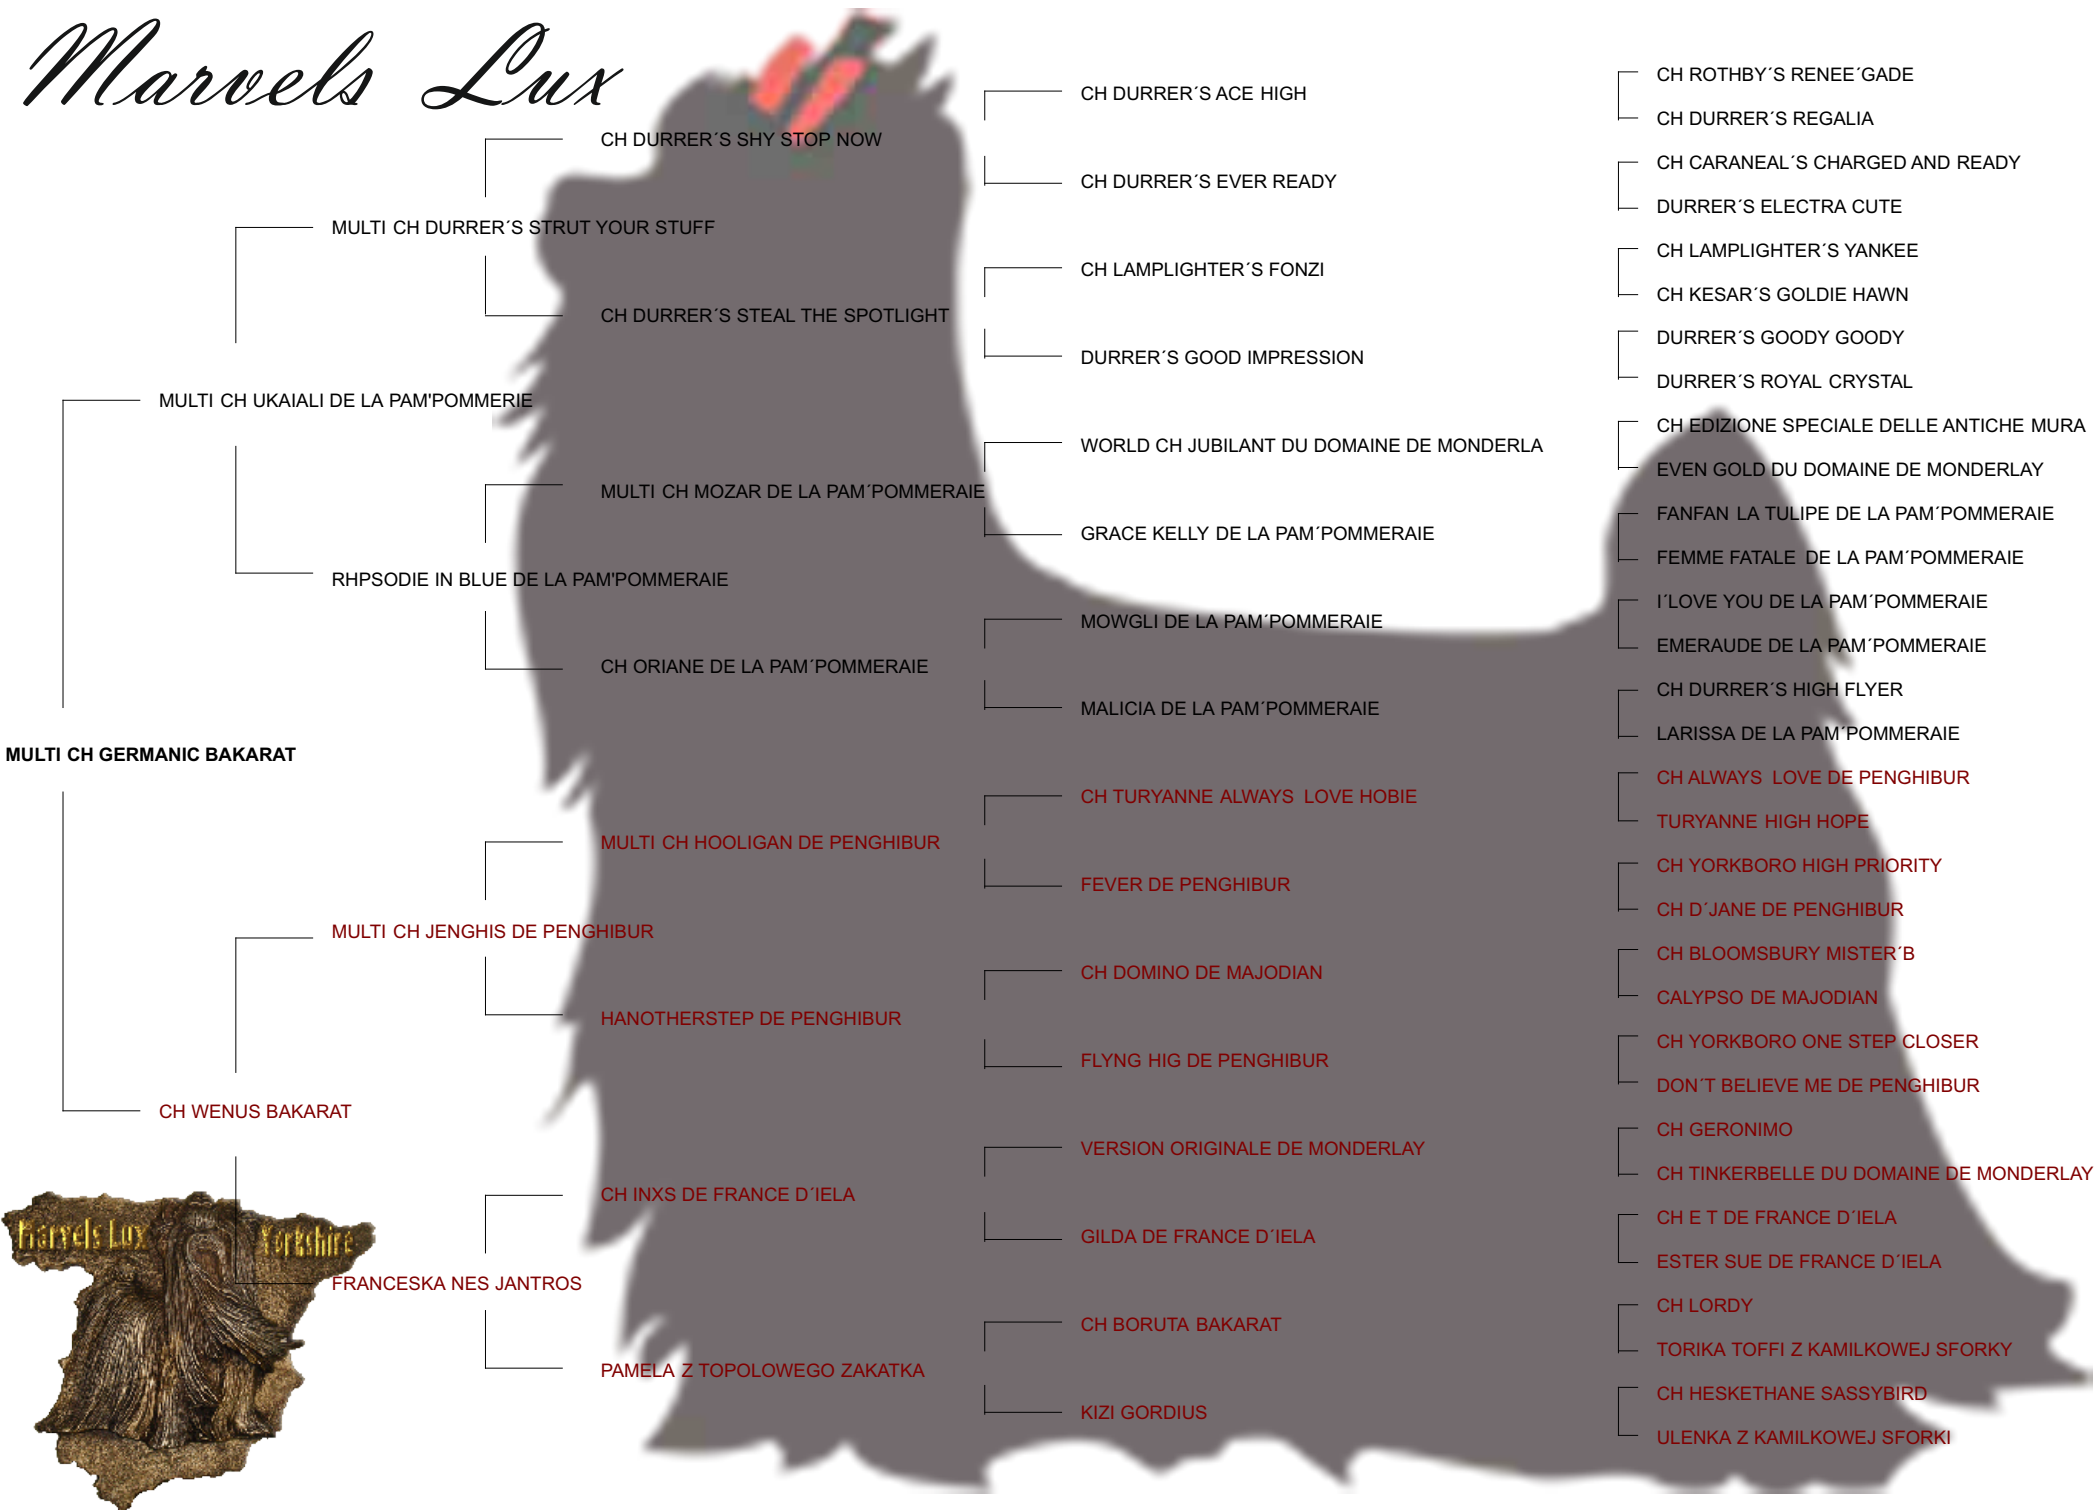 Marvels Lux
MULTI CH GERMANIC BAKARAT
MULTI CH UKAIALI DE LA PAM'POMMERIE
CH WENUS BAKARAT
MULTI CH DURRER´S STRUT YOUR STUFF
RHPSODIE IN BLUE DE LA PAM'POMMERAIE
MULTI CH JENGHIS DE PENGHIBUR
FRANCESKA NES JANTROS
CH DURRER´S SHY STOP NOW
CH DURRER´S STEAL THE SPOTLIGHT
MULTI CH MOZAR DE LA PAM´POMMERAIE
CH ORIANE DE LA PAM´POMMERAIE
MULTI CH HOOLIGAN DE PENGHIBUR
HANOTHERSTEP DE PENGHIBUR
CH INXS DE FRANCE D´IELA
PAMELA Z TOPOLOWEGO ZAKATKA
CH DURRER´S ACE HIGH
CH DURRER´S EVER READY
CH LAMPLIGHTER´S FONZI
DURRER´S GOOD IMPRESSION
WORLD CH JUBILANT DU DOMAINE DE MONDERLA
GRACE KELLY DE LA PAM´POMMERAIE
MOWGLI DE LA PAM´POMMERAIE
MALICIA DE LA PAM´POMMERAIE
CH TURYANNE ALWAYS LOVE HOBIE
FEVER DE PENGHIBUR
CH DOMINO DE MAJODIAN
FLYNG HIG DE PENGHIBUR
VERSION ORIGINALE DE MONDERLAY
GILDA DE FRANCE D´IELA
CH BORUTA BAKARAT
KIZI GORDIUS
CH ROTHBY´S RENEE´GADE
CH DURRER´S REGALIA
CH CARANEAL´S CHARGED AND READY
DURRER´S ELECTRA CUTE
CH LAMPLIGHTER´S YANKEE
CH KESAR´S GOLDIE HAWN
DURRER´S GOODY GOODY
DURRER´S ROYAL CRYSTAL
CH EDIZIONE SPECIALE DELLE ANTICHE MURA
EVEN GOLD DU DOMAINE DE MONDERLAY
FANFAN LA TULIPE DE LA PAM´POMMERAIE
FEMME FATALE DE LA PAM´POMMERAIE
I´LOVE YOU DE LA PAM´POMMERAIE
EMERAUDE DE LA PAM´POMMERAIE
CH DURRER´S HIGH FLYER
LARISSA DE LA PAM´POMMERAIE
CH ALWAYS LOVE DE PENGHIBUR
TURYANNE HIGH HOPE
CH YORKBORO HIGH PRIORITY
CH D´JANE DE PENGHIBUR
CH BLOOMSBURY MISTER´B
CALYPSO DE MAJODIAN
CH YORKBORO ONE STEP CLOSER
DON´T BELIEVE ME DE PENGHIBUR
CH GERONIMO
CH TINKERBELLE DU DOMAINE DE MONDERLAY
CH E T DE FRANCE D´IELA
ESTER SUE DE FRANCE D´IELA
CH LORDY
TORIKA TOFFI Z KAMILKOWEJ SFORKY
CH HESKETHANE SASSYBIRD
ULENKA Z KAMILKOWEJ SFORKI
Marvels Lux Yorkshire